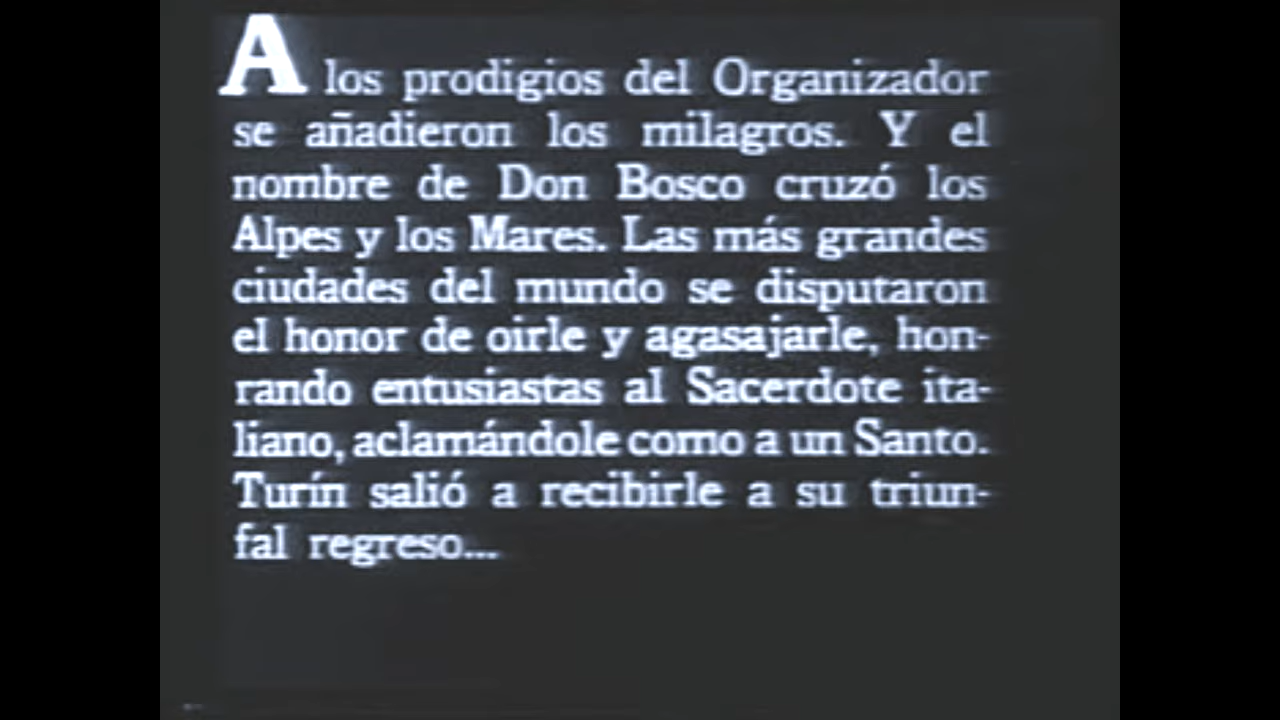 A los prodigios del Organizador
se añadieron los milagros. Y el
nombre de Don Bosco cruzó los
Alpes y los Mares. Las más grandes
ciudades del mundo se disputaron
el honor de oirle y agasajarle, hon-
rando entusiastas al Sacerdote ita-
liano, aclamándole como a un Santo.
Turín salió a recibirle a su triun-
fal regreso...